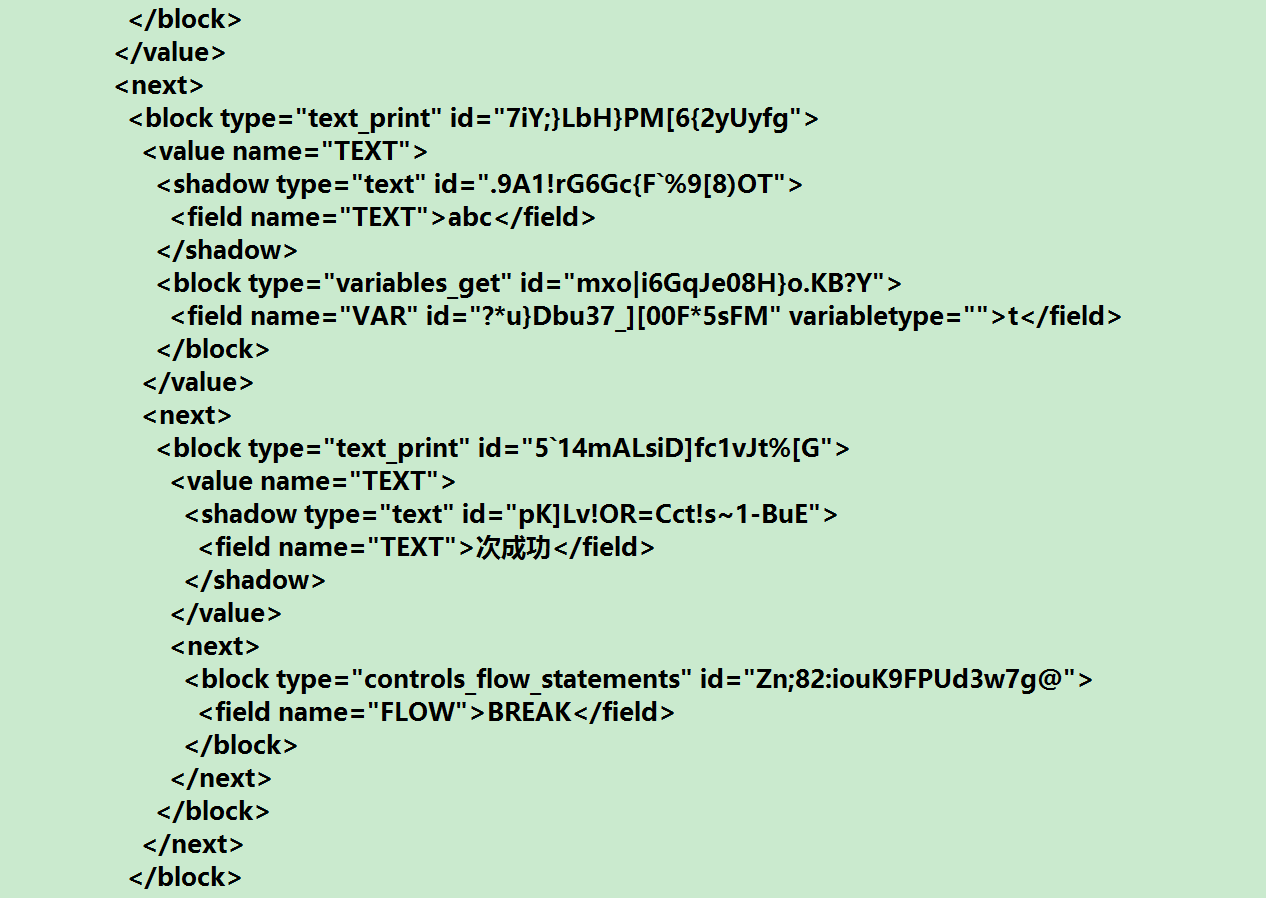 </block>
</value>
<next>
<block type="text_print" id="7iY;}LbH}PM[6{2yUyfg">
<value name="TEXT">
<shadow type="text" id=".9A1!rG6Gc{F`%9[8)OT">
<field name="TEXT">abc</field>
</shadow>
<block type="variables_get" id="mxo|i6GqJe08H}o.KB?Y">
<field name="VAR" id="?*u}Dbu37_][00F*5sFM" variabletype="">t</field>
</block>
</value>
<next>
<block type="text_print" id="5`14mALsiD]fc1vJt%[G">
<value name="TEXT">
<shadow type="text" id="pK]Lv!OR=Cct!s~1-BuE">
<field name="TEXT">次成功</field>
</shadow>
</value>
<next>
<block type="controls_flow_statements" id="Zn;82:iouK9FPUd3w7g@">
<field name="FLOW">BREAK</field>
</block>
</next>
</block>
</next>
</block>